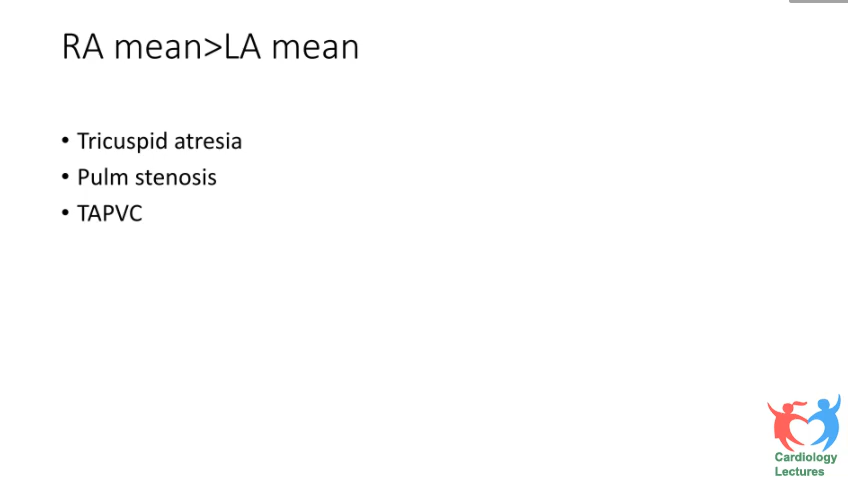 RA mean>LA mean
• Tricuspid atresia
• Pulm stenosis
• TAPVC
Cardiology
Lectures